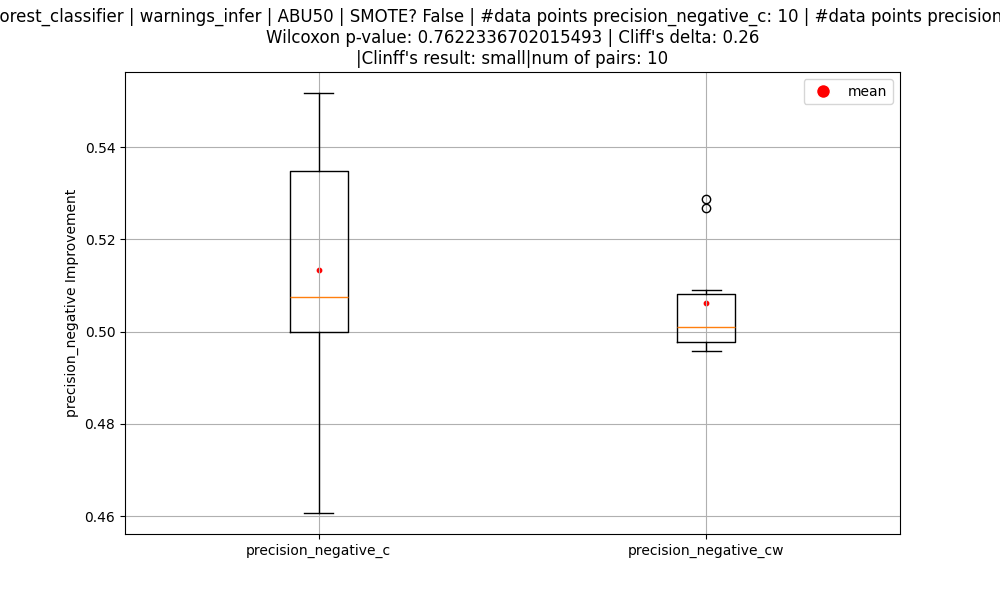 orest_classifier | warnings_infer | ABU50 | SMOTE? False | #data points precision_negative_c: 10 | #data points precision
Wilcoxon p-value: 0.7622336702015493 | Cliff's delta: 0.26
|Clinff's result: small|num of pairs: 10
mean
0.54
0.52
0.50
0.48
0.46
precision_negative Improvement
precision_negative_c
precision_negative_cw